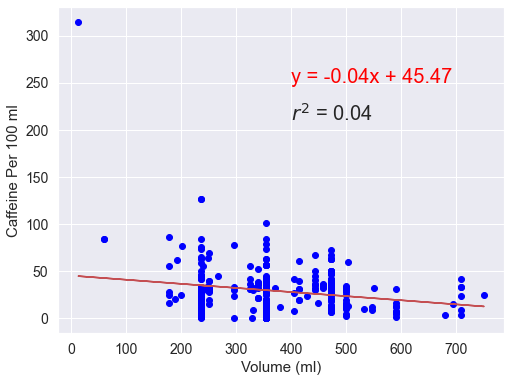 300
250
200
150
100
50
0
Caffeine Per 100 ml
y = -0.04x + 45.47
r² = 0.04
0 100 200 300 400 500 600 700
Volume (ml)